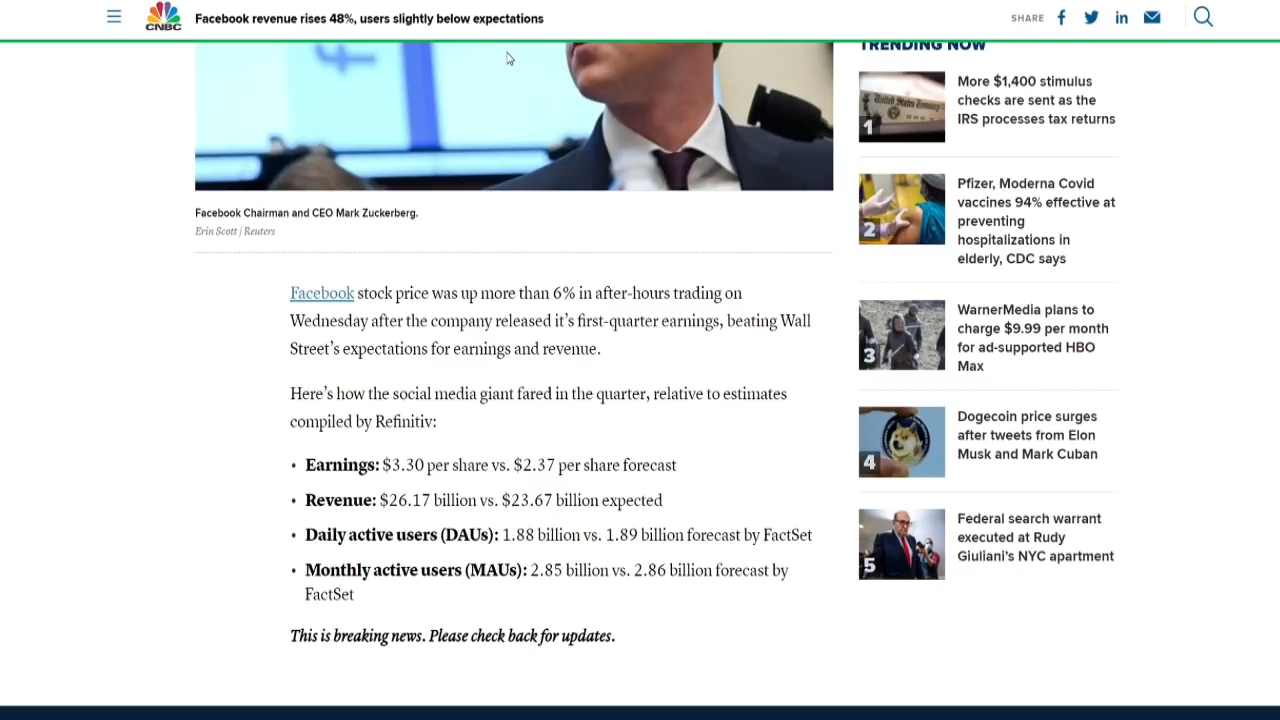 CNBC
Facebook revenue rises 48%, users slightly below expectations
SHARE
Facebook Chairman and CEO Mark Zuckerberg.
Erin Scott | Reuters
Facebook stock price was up more than 6% in after-hours trading on
Wednesday after the company released it’s first-quarter earnings, beating Wall
Street’s expectations for earnings and revenue.
Here’s how the social media giant fared in the quarter, relative to estimates
compiled by Refinitiv:
• Earnings: $3.30 per share vs. $2.37 per share forecast
• Revenue: $26.17 billion vs. $23.67 billion expected
• Daily active users (DAUs): 1.88 billion vs. 1.89 billion forecast by FactSet
• Monthly active users (MAUs): 2.85 billion vs. 2.86 billion forecast by
FactSet
This is breaking news. Please check back for updates.
TRENDING NOW
1
More $1,400 stimulus
checks are sent as the
IRS processes tax returns
2
Pfizer, Moderna Covid
vaccines 94% effective at
preventing
hospitalizations in
elderly, CDC says
3
WarnerMedia plans to
charge $9.99 per month
for ad-supported HBO
Max
4
Dogecoin price surges
after tweets from Elon
Musk and Mark Cuban
5
Federal search warrant
executed at Rudy
Giuliani’s NYC apartment